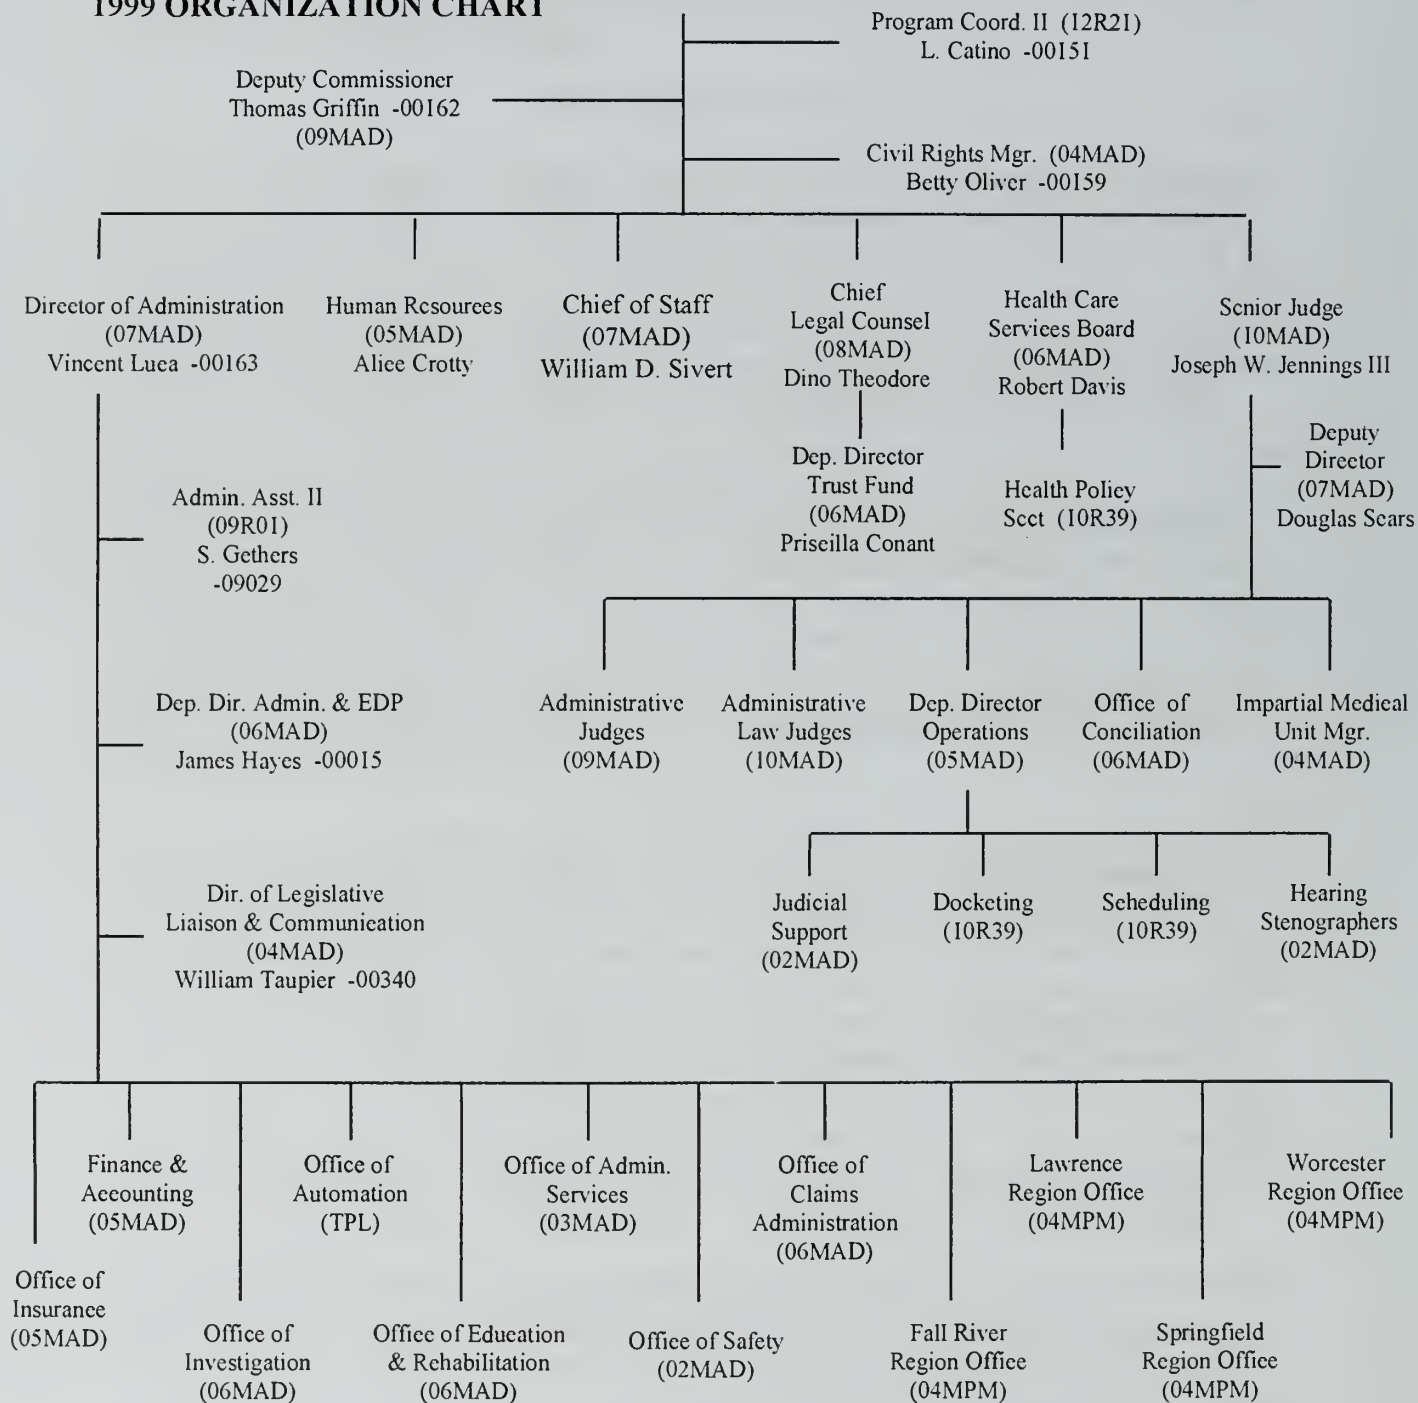 1999 ORGANIZATION CHART
Program Coord. II (12R21)
L. Catino -00151
Deputy Commissioner
Thomas Griffin -00162
(09MAD)
Civil Rights Mgr. (04MAD)
Betty Oliver -00159
Director of Administration
(07MAD)
Vincent Luca -00163
Human Resources
(05MAD)
Alice Crotty
Chief of Staff
(07MAD)
William D. Sivert
Chief
Legal Counsel
(08MAD)
Dino Theodore
Health Care
Services Board
(06MAD)
Robert Davis
Senior Judge
(10MAD)
Joseph W. Jennings III
Dep. Director
Trust Fund
(06MAD)
Priscilla Conant
Health Policy
Sect (10R39)
Deputy
Director
(07MAD)
Douglas Sears
Admin. Asst. II
(09R01)
S. Gethers
-09029
Dep. Dir. Admin. & EDP
(06MAD)
James Hayes -00015
Administrative
Judges
(09MAD)
Administrative
Law Judges
(10MAD)
Dep. Director
Operations
(05MAD)
Office of
Conciliation
(06MAD)
Impartial Medical
Unit Mgr.
(04MAD)
Dir. of Legislative
Liaison & Communication
(04MAD)
William Taupier -00340
Judicial
Support
(02MAD)
Docketing
(10R39)
Scheduling
(10R39)
Hearing
Stenographers
(02MAD)
Finance &
Accounting
(05MAD)
Office of
Automation
(TPL)
Office of Admin.
Services
(03MAD)
Office of
Claims
Administration
(06MAD)
Lawrence
Region Office
(04MPM)
Worcester
Region Office
(04MPM)
Office of
Insurance
(05MAD)
Office of
Investigation
(06MAD)
Office of Education
& Rehabilitation
(06MAD)
Office of Safety
(02MAD)
Fall River
Region Office
(04MPM)
Springfield
Region Office
(04MPM)